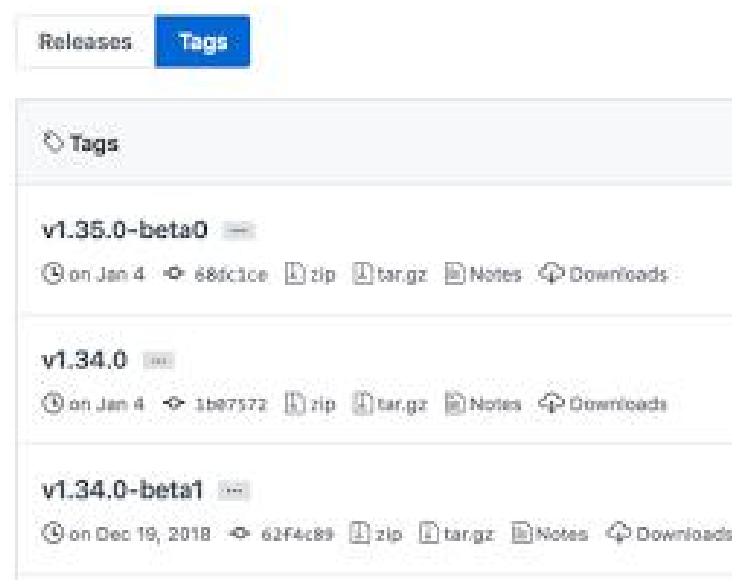 Releases Tags
Tags
v1.35.0-beta0 ...
on Jan 4 68dc1ce zip tar.gz Notes Downloads
v1.34.0 ...
on Jan 4 1b07572 zip tar.gz Notes Downloads
v1.34.0-beta1 ...
on Dec 19, 2018 62f4c89 zip tar.gz Notes Downloads